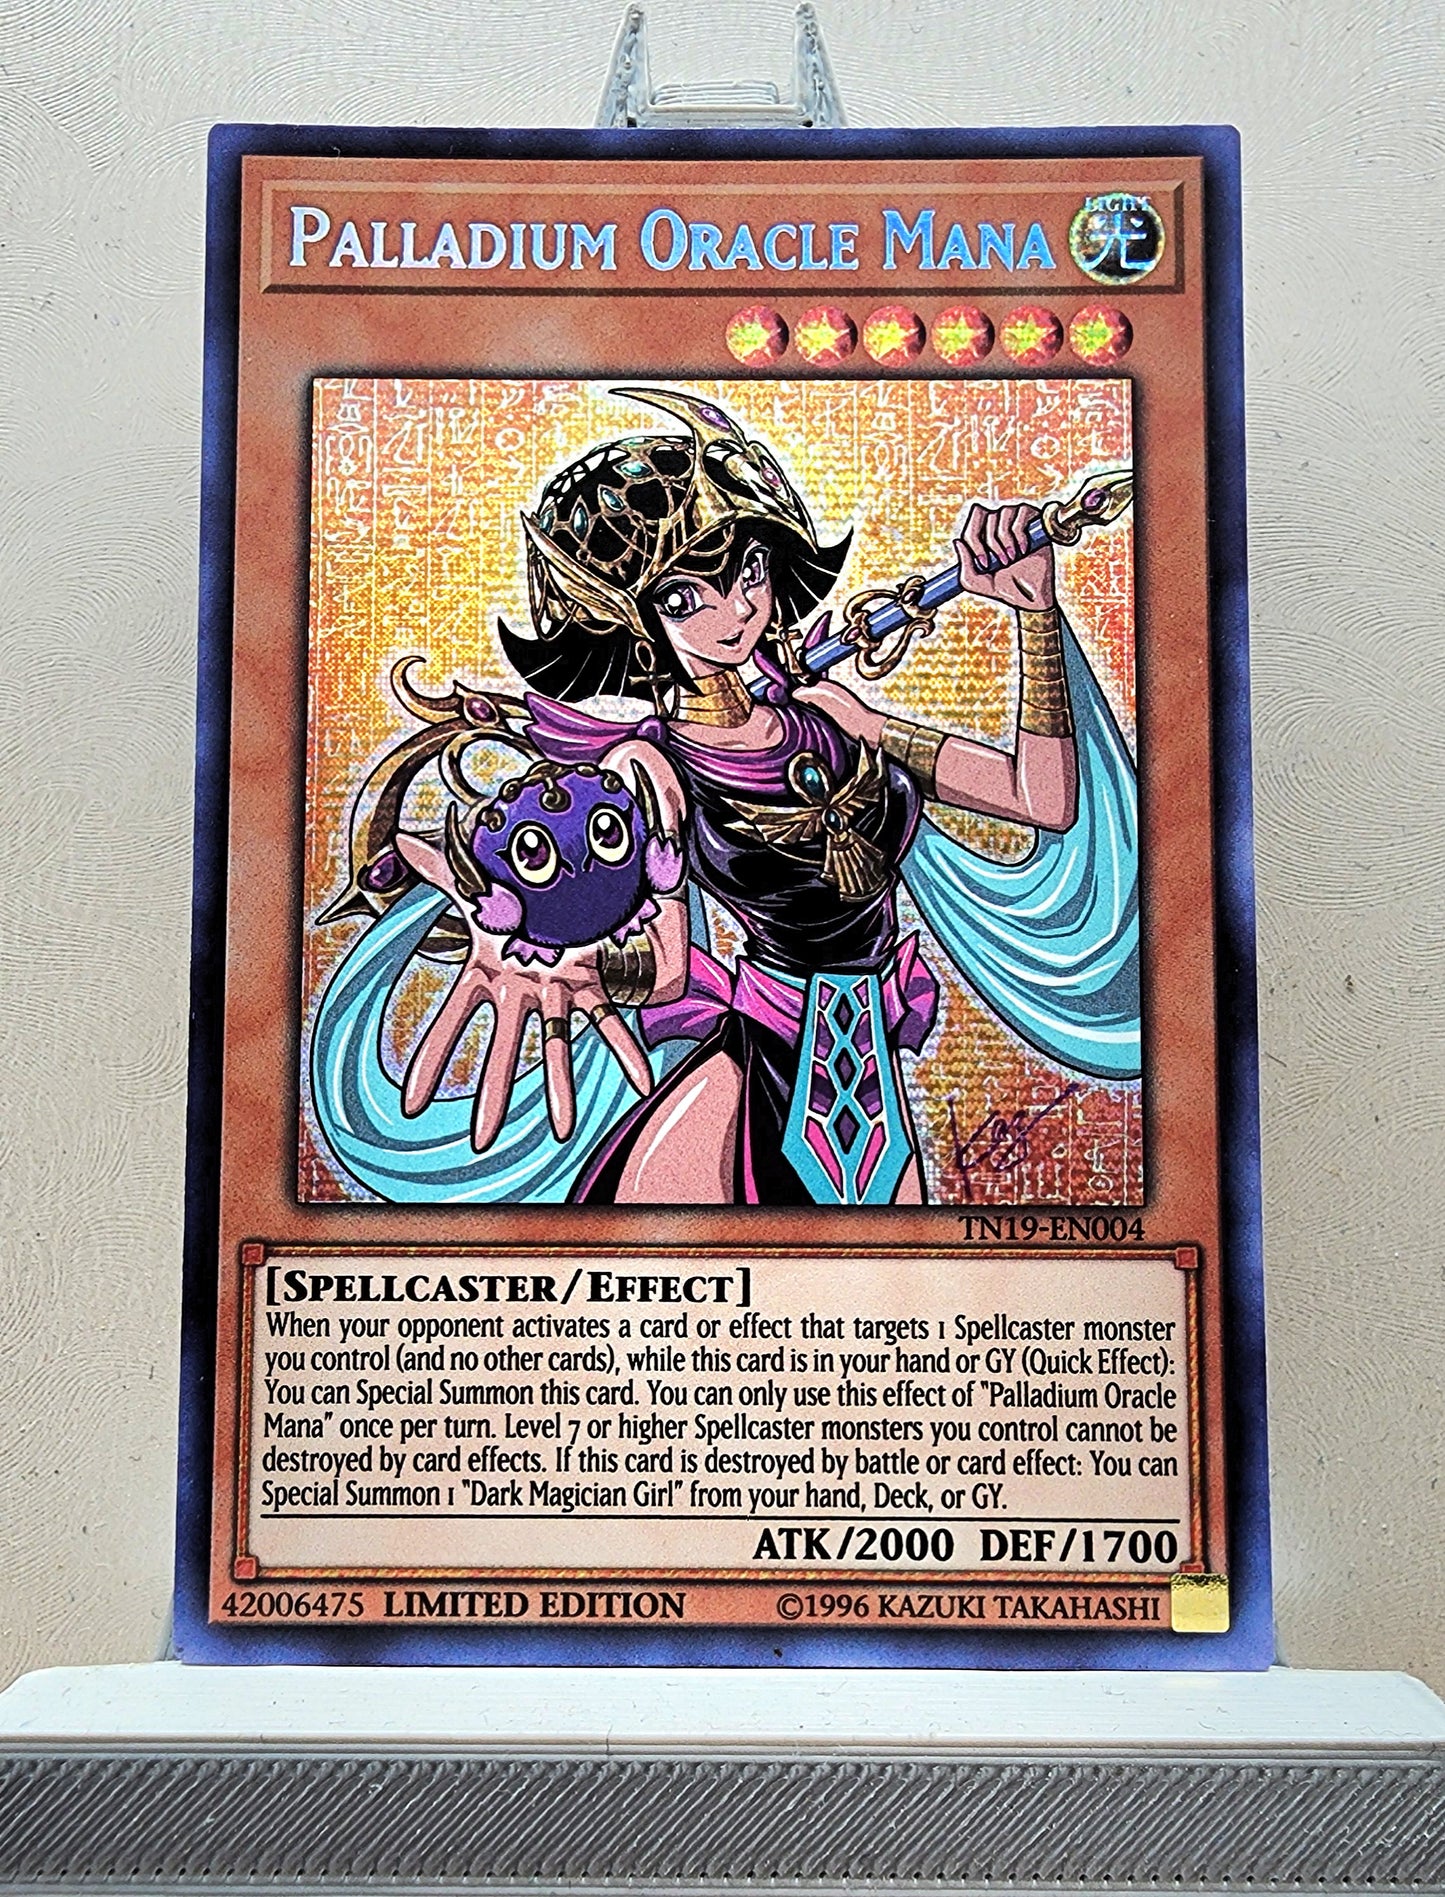 PALLADIUM ORACLE MANA
LIGHT
光
TN19-EN004
[SPELLCASTER/EFFECT]
When your opponent activates a card or effect that targets 1 Spellcaster monster
you control (and no other cards), while this card is in your hand or GY (Quick Effect):
You can Special Summon this card. You can only use this effect of "Palladium Oracle
Mana" once per turn. Level 7 or higher Spellcaster monsters you control cannot be
destroyed by card effects. If this card is destroyed by battle or card effect: You can
Special Summon 1 "Dark Magician Girl" from your hand, Deck, or GY.
ATK/2000 DEF/1700
42006475 LIMITED EDITION ©1996 KAZUKI TAKAHASHI